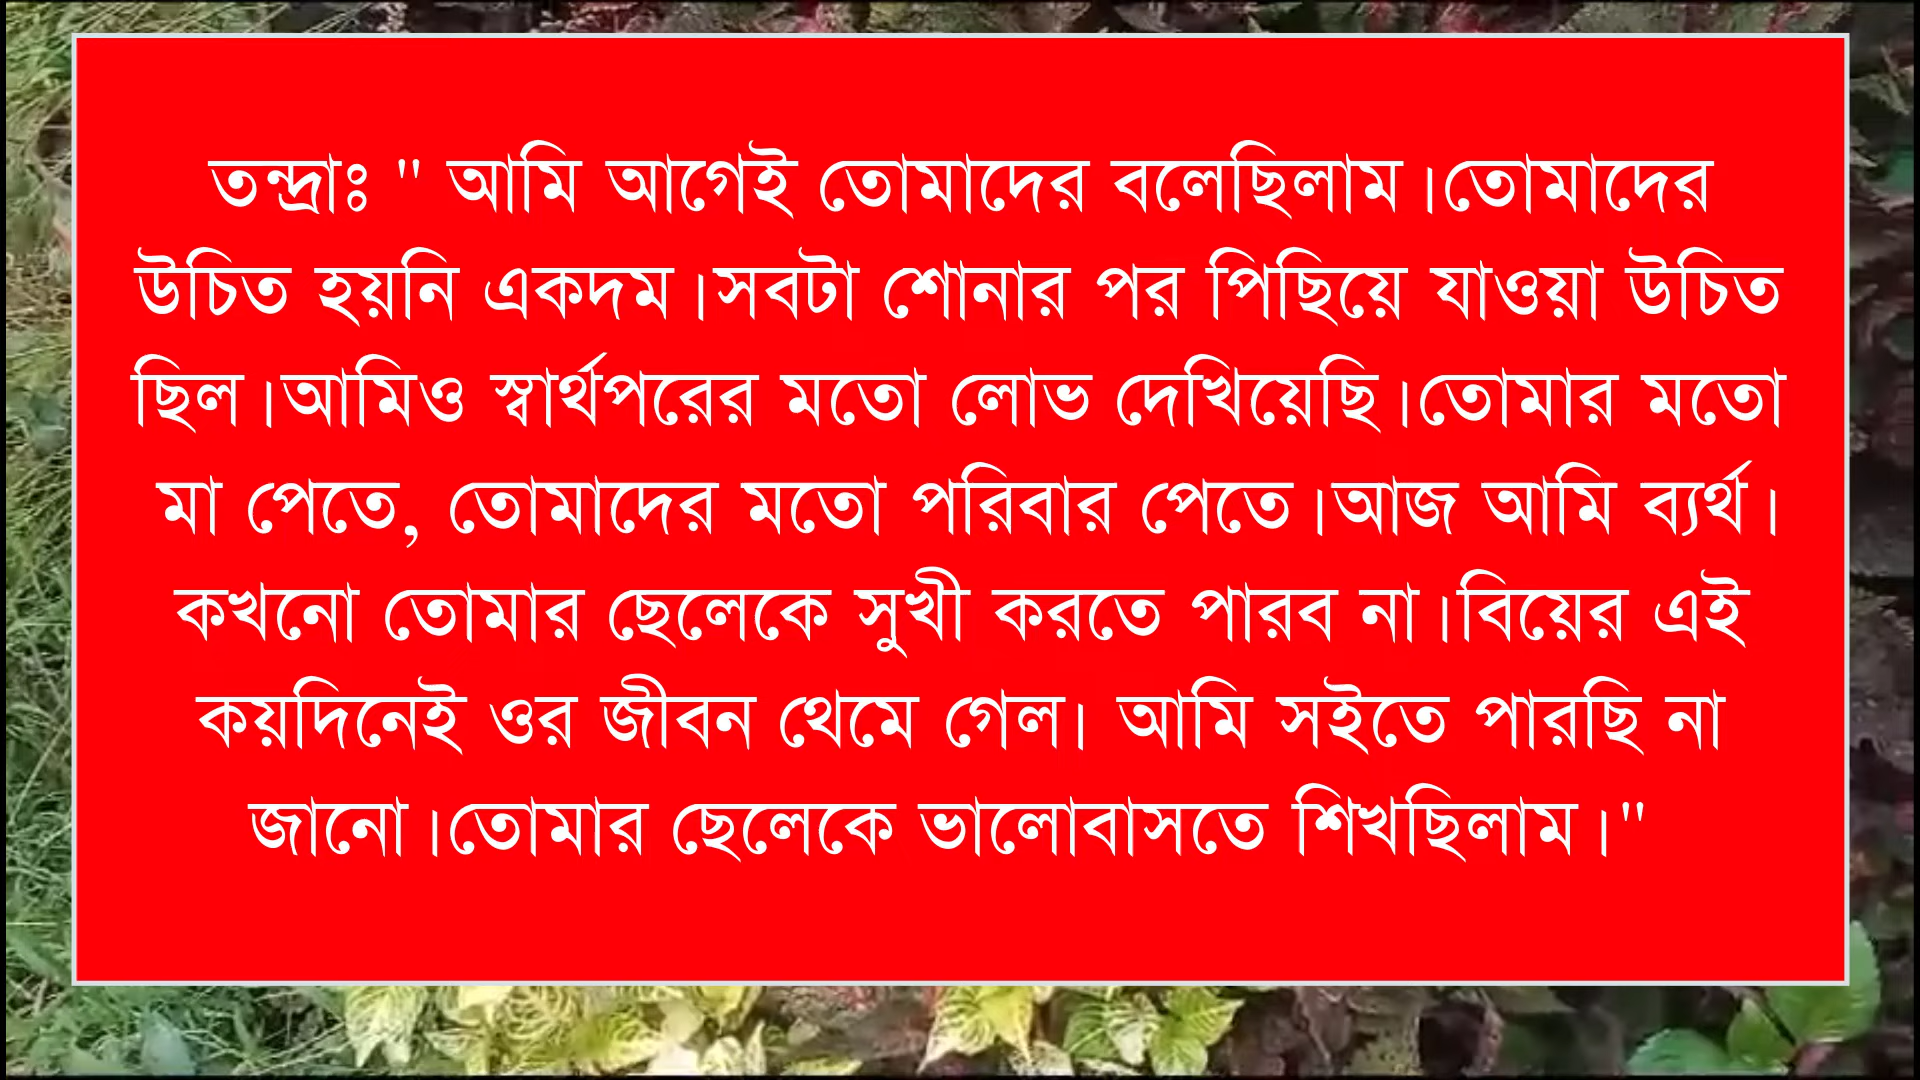 তন্দ্রাঃ " আমি আগেই তোমাদের বলেছিলাম।তোমাদের
উচিত হয়নি একদম।সবটা শোনার পর পিছিয়ে যাওয়া উচিত
ছিল।আমিও স্বার্থপরের মতো লোভ দেখিয়েছি।তোমার মতো
মা পেতে, তোমাদের মতো পরিবার পেতে।আজ আমি ব্যর্থ।
কখনো তোমার ছেলেকে সুখী করতে পারব না।বিয়ের এই
কয়দিনেই ওর জীবন থেমে গেল। আমি সইতে পারছি না
জানো।তোমার ছেলেকে ভালোবাসতে শিখছিলাম।"